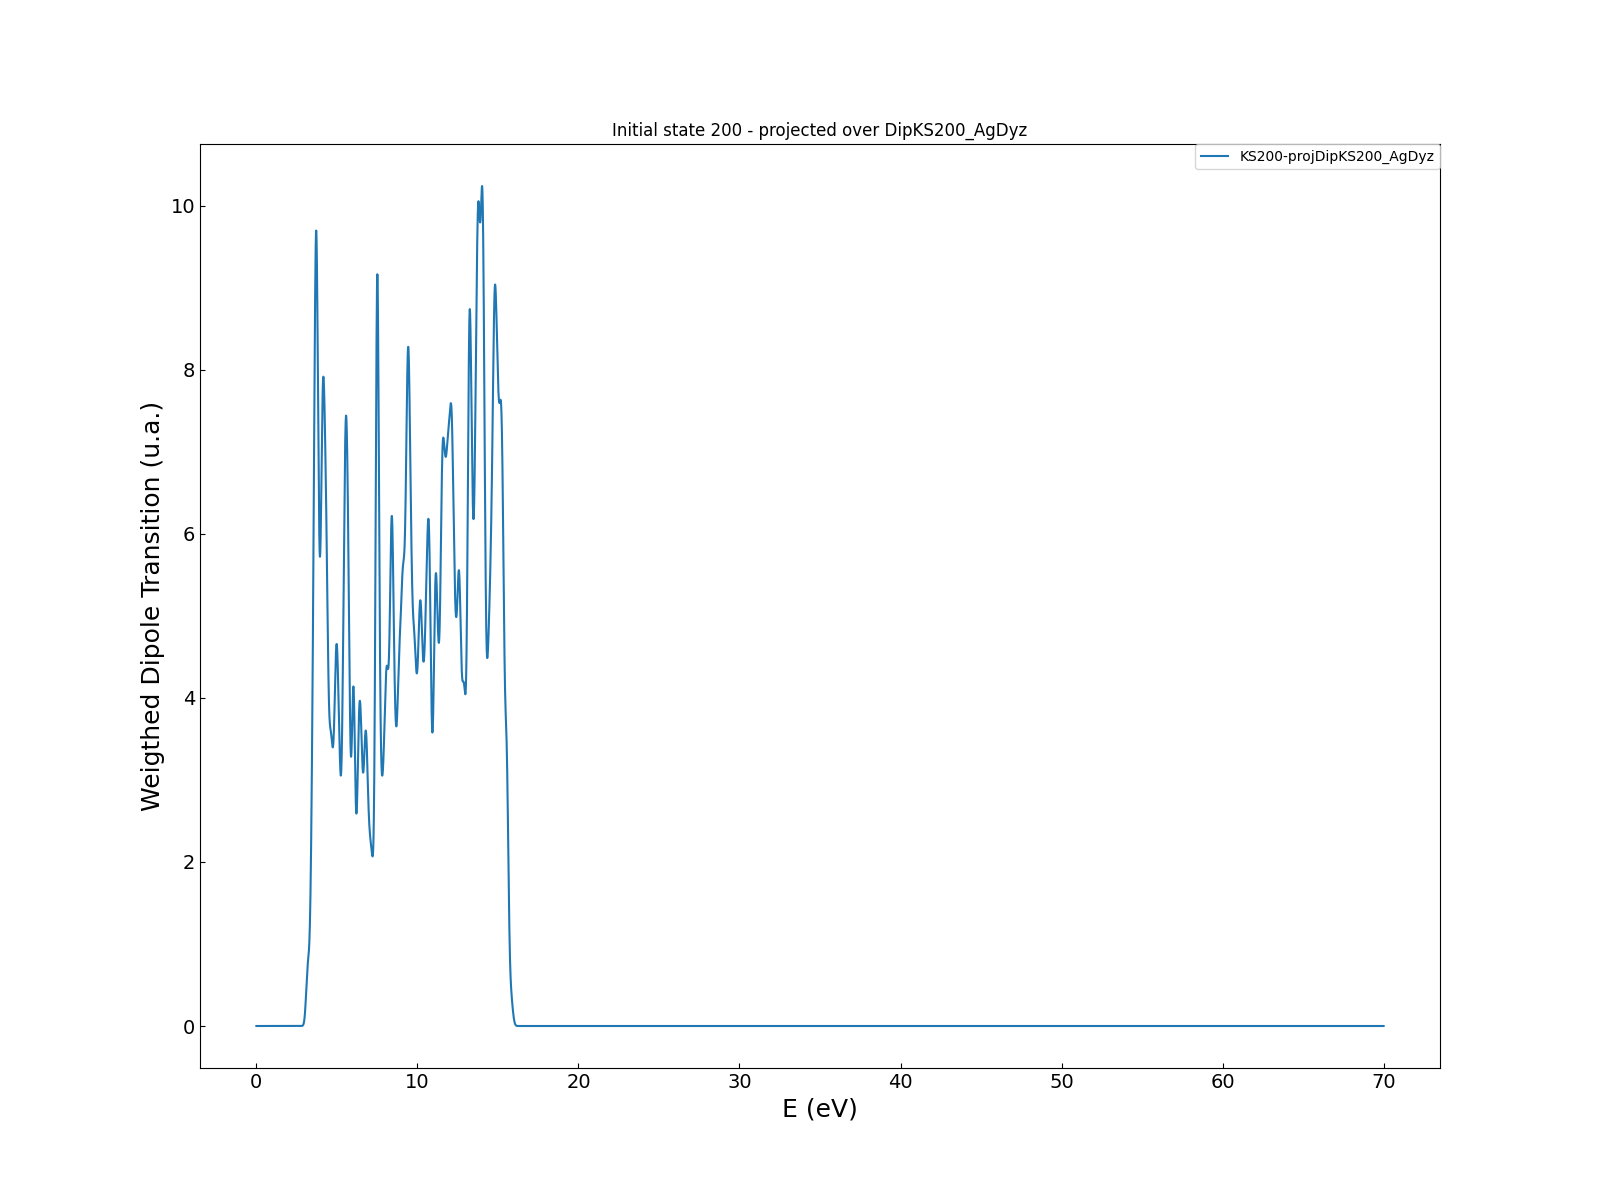 Initial state 200 - projected over DipKS200_AgDyz
KS200-projDipKS200_AgDyz
Weigthed Dipole Transition (u.a.)
10
8
6
4
2
0
0 10 20 30 40 50 60 70
E (eV)